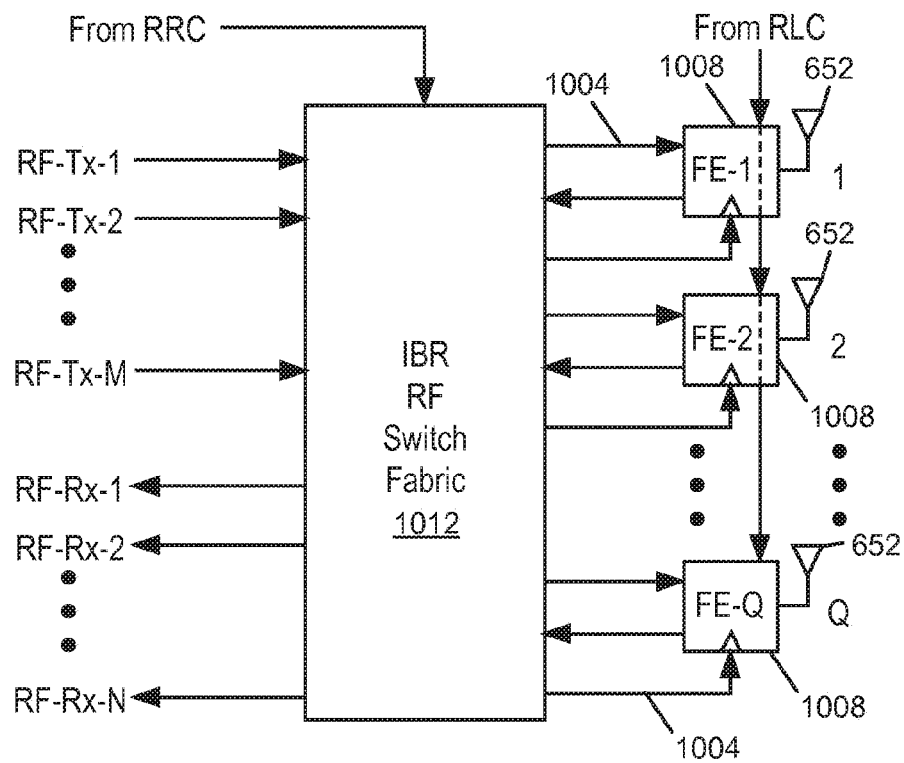 From RRC
From RLC
1008
652
1004
FE-1
1
RF-Tx-1
RF-Tx-2
652
FE-2
2
RF-Tx-M
1008
IBR
RF
Switch
Fabric
1012
RF-Rx-1
RF-Rx-2
652
FE-Q
Q
RF-Rx-N
1008
1004